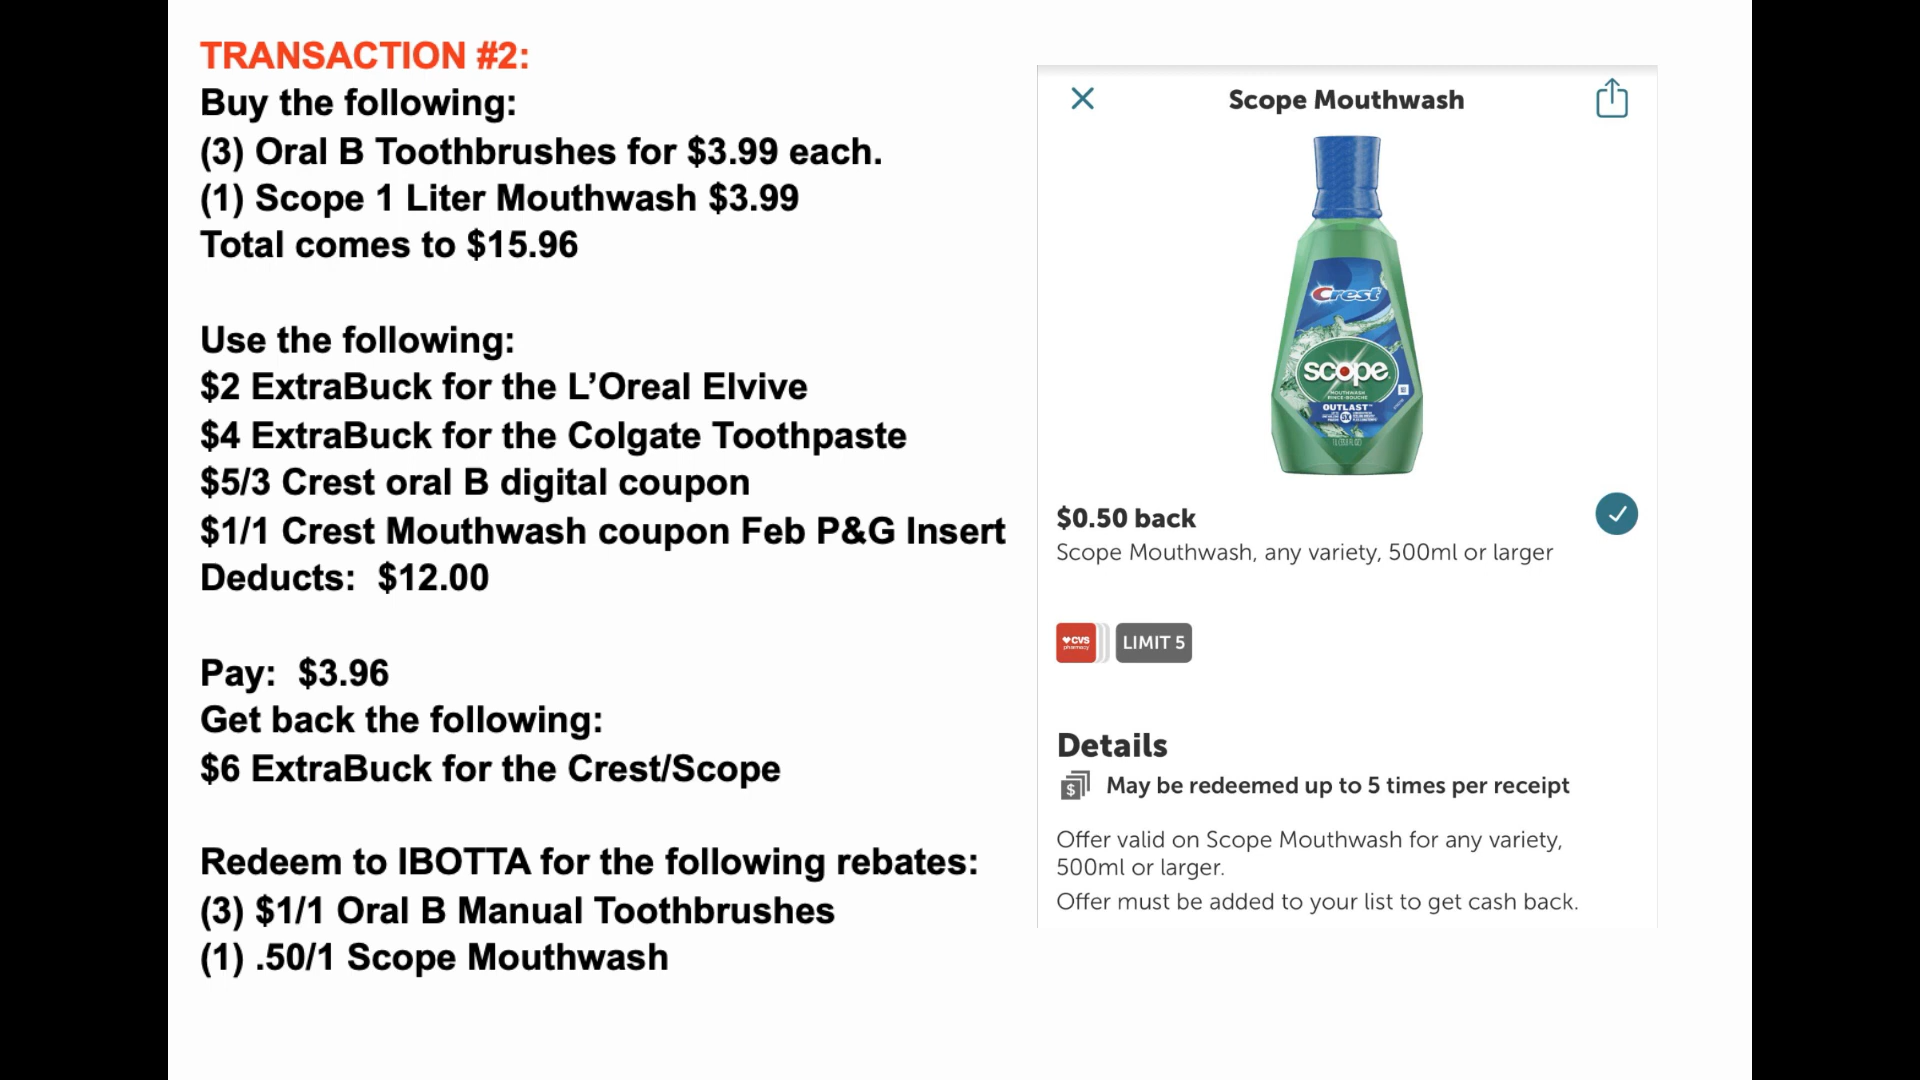 TRANSACTION #2:
Buy the following:
(3) Oral B Toothbrushes for $3.99 each.
(1) Scope 1 Liter Mouthwash $3.99
Total comes to $15.96
Use the following:
$2 ExtraBuck for the L’Oreal Elvive
$4 ExtraBuck for the Colgate Toothpaste
$5/3 Crest oral B digital coupon
$1/1 Crest Mouthwash coupon Feb P&G Insert
Deducts: $12.00
Pay: $3.96
Get back the following:
$6 ExtraBuck for the Crest/Scope
Redeem to IBOTTA for the following rebates:
(3) $1/1 Oral B Manual Toothbrushes
(1) .50/1 Scope Mouthwash
Scope Mouthwash
Crest
scope
MOUTHWASH
RINCE-BOUCHE
OUTLAST™
5X
$0.50 back
Scope Mouthwash, any variety, 500ml or larger
CVS
pharmacy
LIMIT 5
Details
$ May be redeemed up to 5 times per receipt
Offer valid on Scope Mouthwash for any variety,
500ml or larger.
Offer must be added to your list to get cash back.